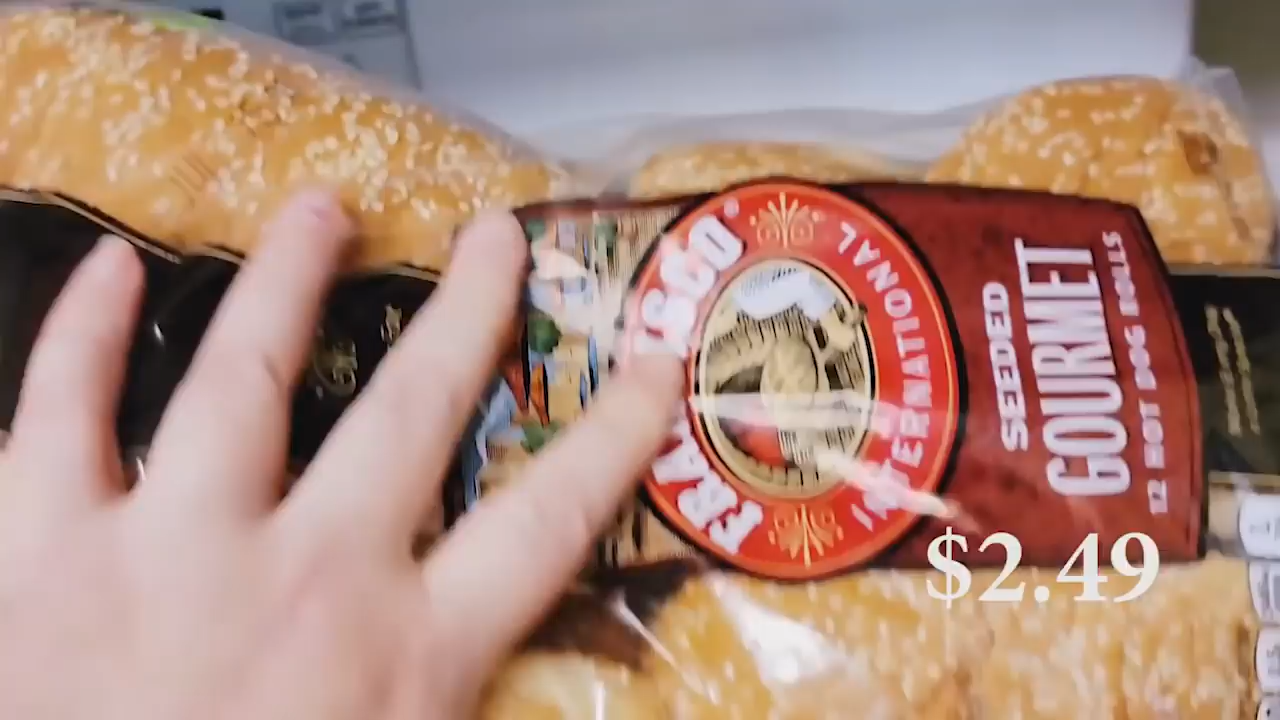 FRANCISCO
INTERNATIONAL
SEEDED
GOURMET
12 HOT DOG ROLLS
$2.49